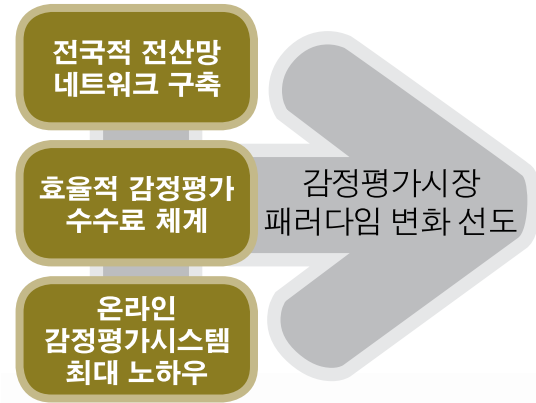 전국적 전산망
네트워크 구축
효율적 감정평가
수수료 체계
온라인
감정평가시스템
최대 노하우
감정평가시장
패러다임 변화 선도